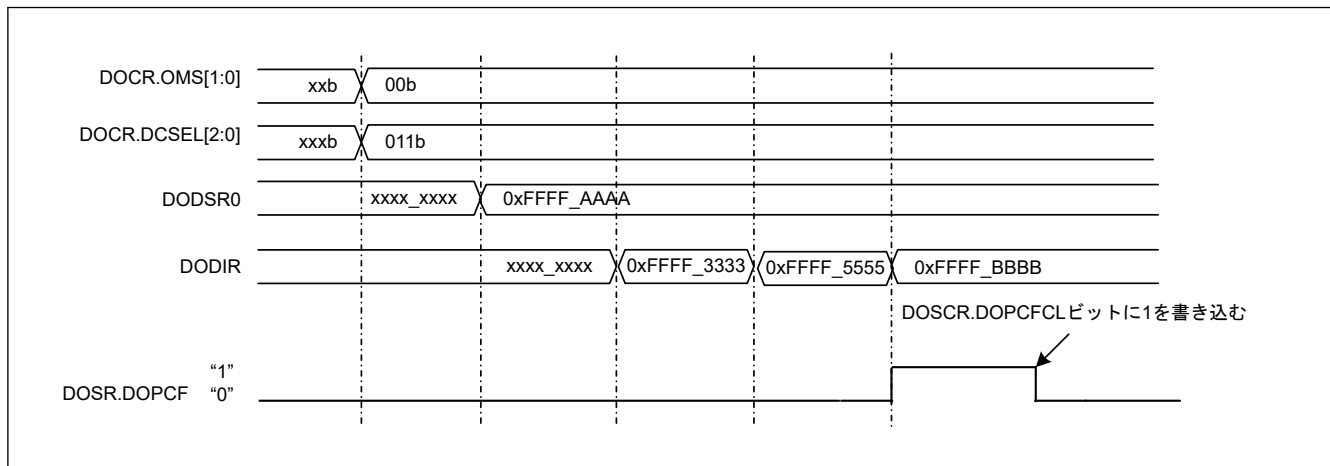 DOCR.OMS[1:0] xxb 00b
DOCR.DCSEL[2:0] xxxb 011b
DODSR0 xxxx_xxxx 0xFFFF_AAAA
DODIR xxxx_xxxx 0xFFFF_3333 0xFFFF_5555 0xFFFF_BBBB
DOSCR.DOPCFCLビットに1を書き込む
“1”
DOSR.DOPCF “0”